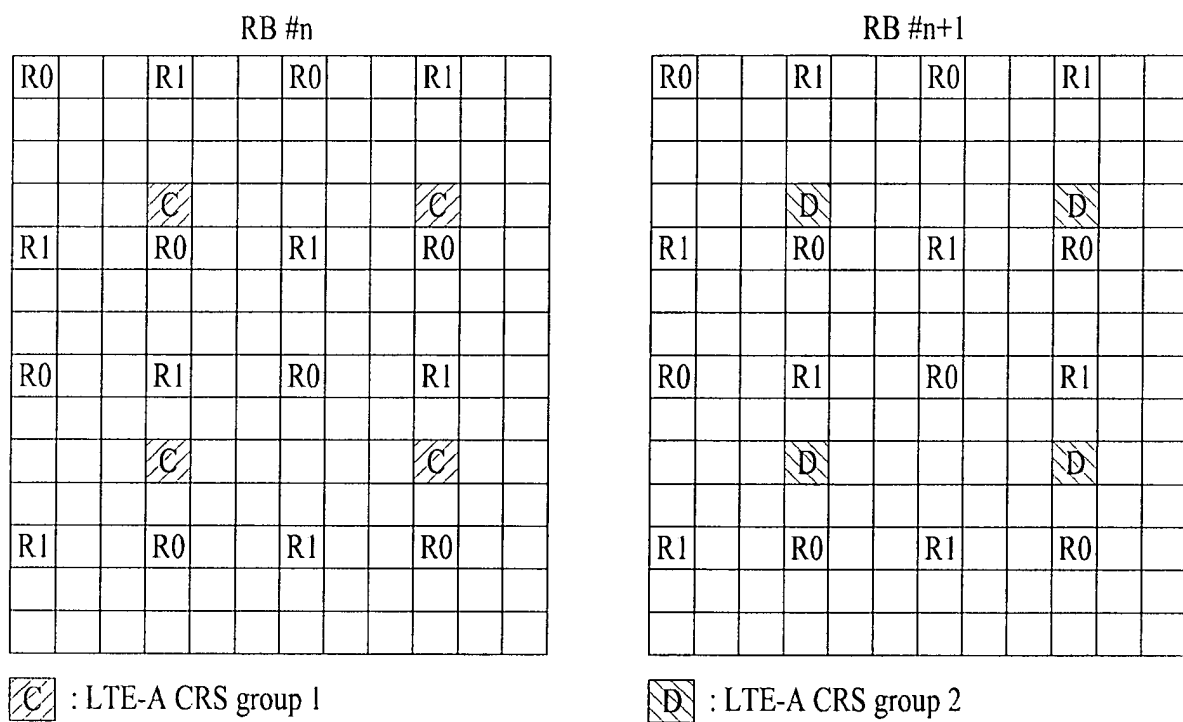 RB #n
RB #n+1
R0 R1 R0 R1
R0 R1 R0 R1
C C
D D
R1 R0 R1 R0
R1 R0 R1 R0
R0 R1 R0 R1
R0 R1 R0 R1
C C
D D
R1 R0 R1 R0
R1 R0 R1 R0
C : LTE-A CRS group 1
D : LTE-A CRS group 2